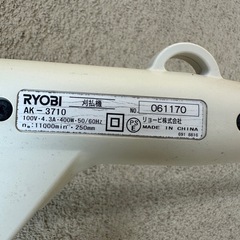 RYOBI 刈払機
AK-3710
100V・4.3A・400W・50/60Hz
n₀:11000min⁻¹・250mm
No. 061170
PS E
リョービ株式会社
MADE IN CHINA